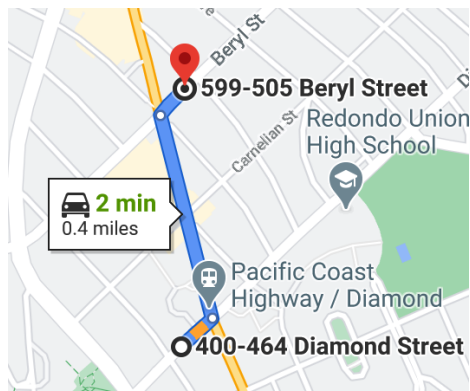 Beryl St
599-505 Beryl Street
Carnelian St
Redondo Union
High School
Di
2 min
0.4 miles
Pacific Coast
Highway / Diamond
400-464 Diamond Street